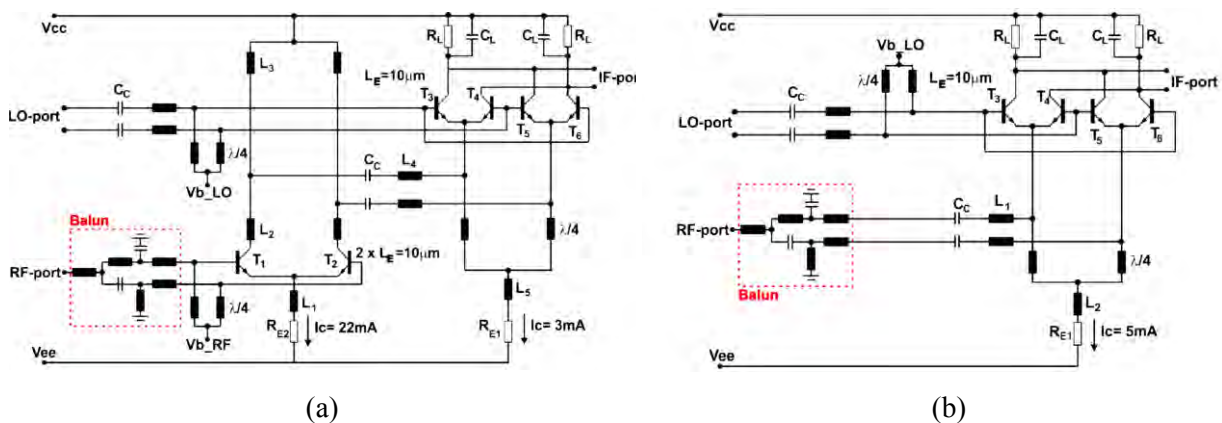 Vcc
L3
RL
CL
CL
RL
LE=10μm
IF-port
CC
T3
T4
LO-port
T5
T6
λ/4
Vb_LO
CC
L4
Balun
L2
λ/4
RF-port
T1
T2
2 x LE=10μm
L5
λ/4
L1
RE2
Ic= 22mA
RE1
Ic= 3mA
Vb_RF
Vee
(a)
Vcc
RL
CL
CL
RL
Vb_LO
λ/4
LE=10μm
IF-port
CC
T3
T4
LO-port
T5
T6
CC
L1
RF-port
λ/4
Balun
L2
RE1
Ic= 5mA
Vee
(b)